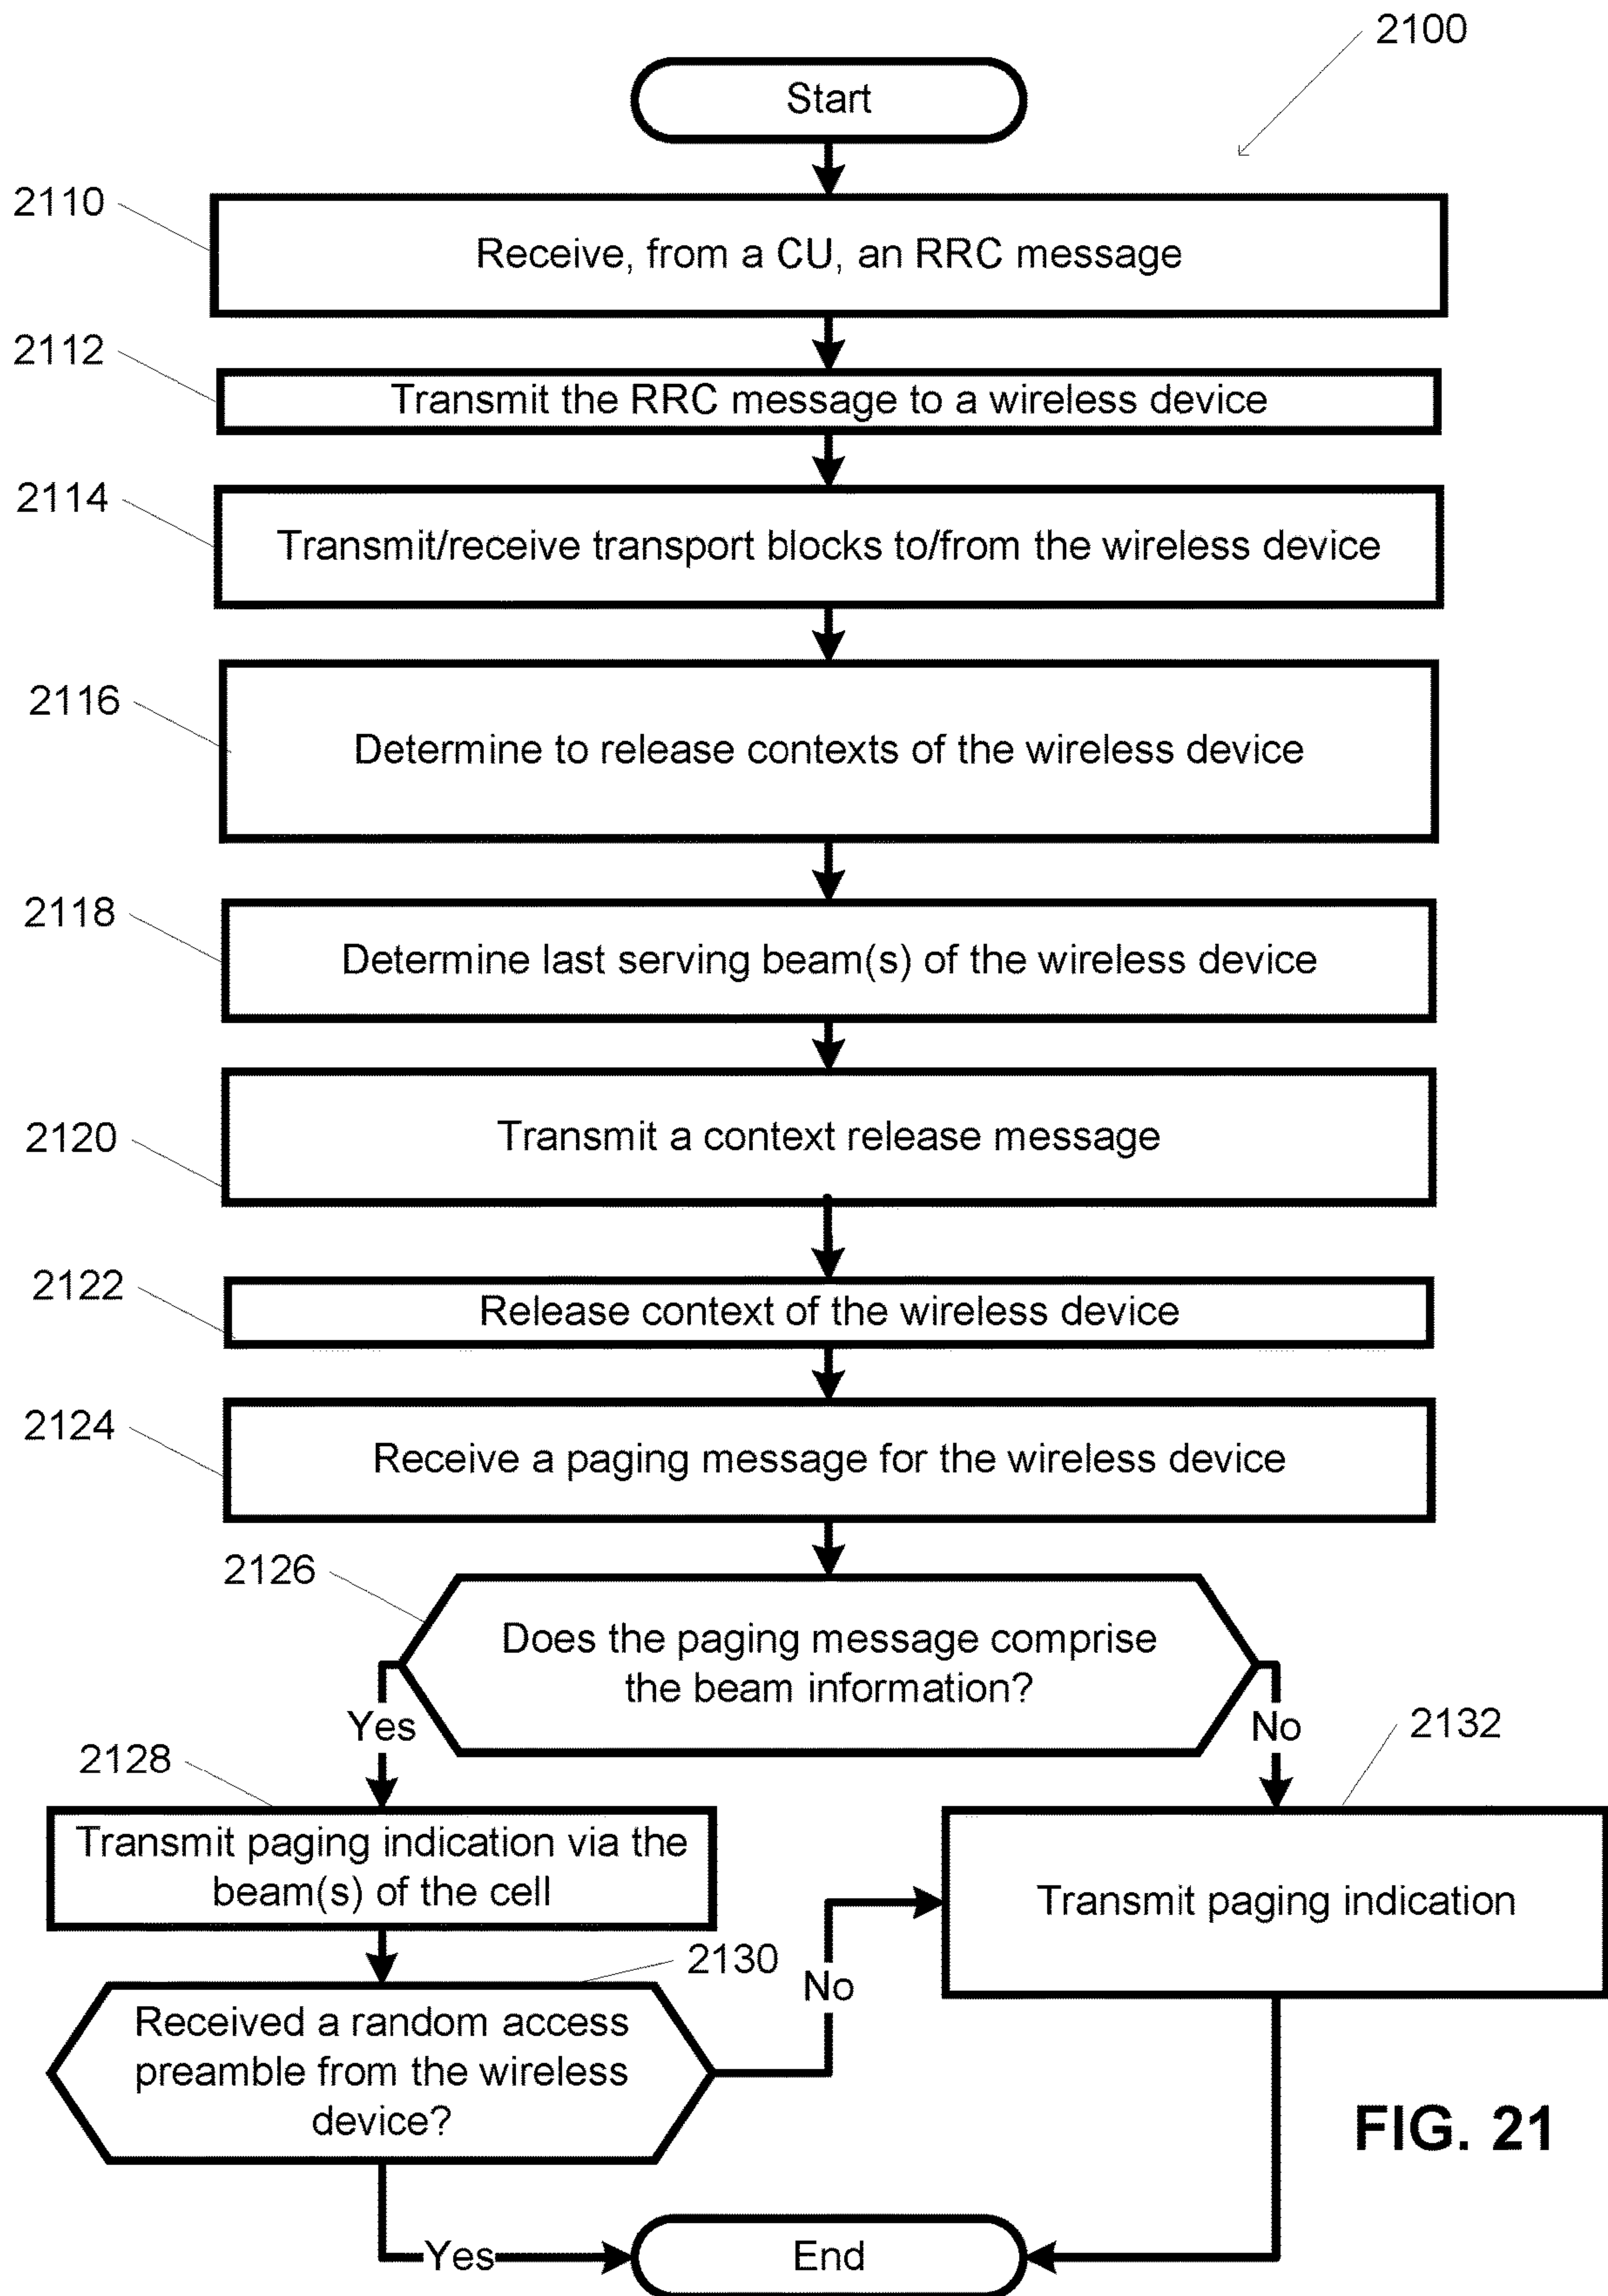 2100
Start
2110
Receive, from a CU, an RRC message
2112
Transmit the RRC message to a wireless device
2114
Transmit/receive transport blocks to/from the wireless device
2116
Determine to release contexts of the wireless device
2118
Determine last serving beam(s) of the wireless device
2120
Transmit a context release message
2122
Release context of the wireless device
2124
Receive a paging message for the wireless device
2126
Does the paging message comprise
the beam information?
Yes
No
2128
2132
Transmit paging indication via the
beam(s) of the cell
Transmit paging indication
2130
Received a random access
preamble from the wireless
device?
No
FIG. 21
Yes
End